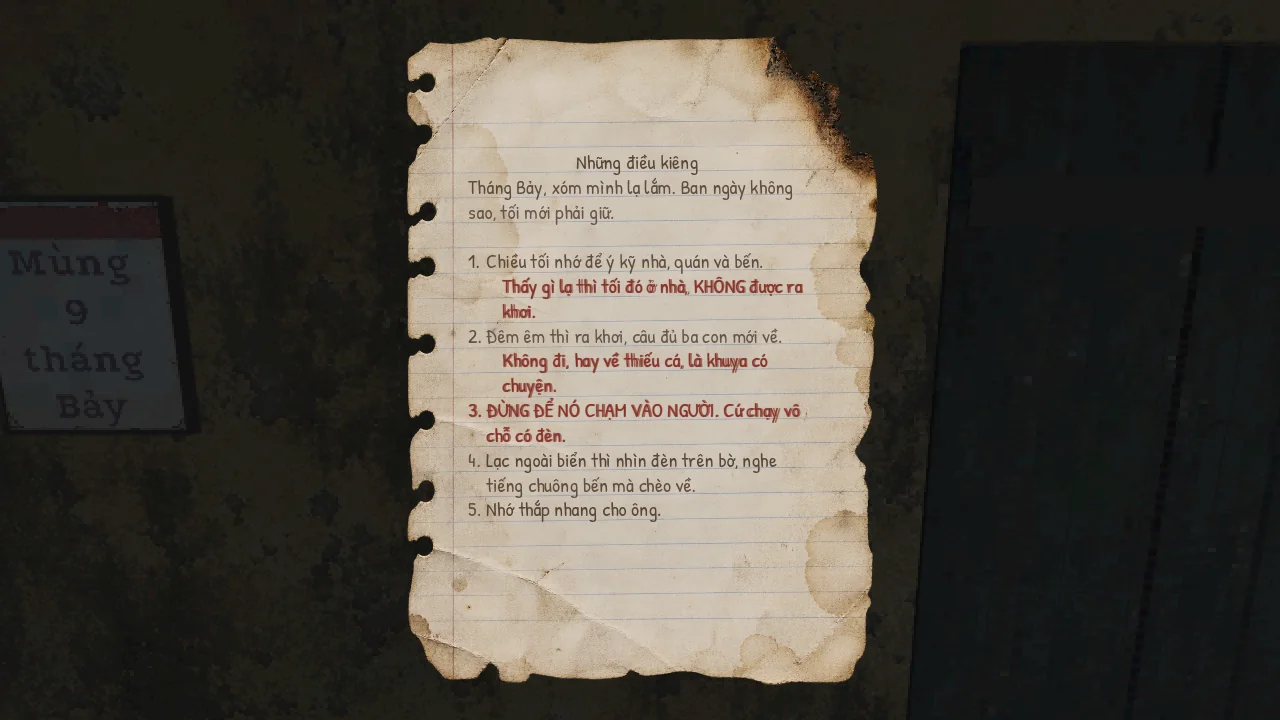 Mùng
9
tháng
Bảy
Những điều kiêng
Tháng Bảy, xóm mình lạ lắm. Ban ngày không
sao, tối mới phải giữ.
1. Chiều tối nhớ để ý kỹ nhà, quán và bến.
Thấy gì lạ thì tối đó ở nhà, KHÔNG được ra
khơi.
2. Đêm êm thì ra khơi, câu đủ ba con mới về.
Không đi, hay về thiếu cá, là khuya có
chuyện.
3. ĐỪNG ĐỂ NÓ CHẠM VÀO NGƯỜI. Cứ chạy vô
chỗ có đèn.
4. Lạc ngoài biển thì nhìn đèn trên bờ, nghe
tiếng chuông bến mà chèo về.
5. Nhớ thắp nhang cho ông.